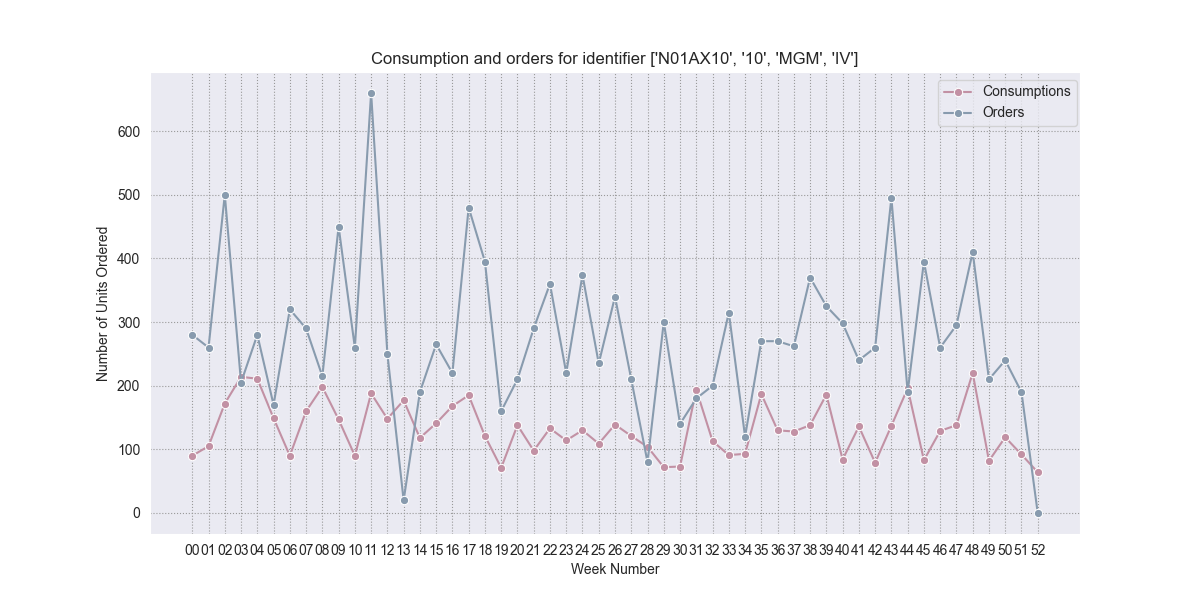 Consumption and orders for identifier ['N01AX10', '10', 'MGM', 'IV']
Consumptions
Orders
Number of Units Ordered
600
500
400
300
200
100
0
00 01 02 03 04 05 06 07 08 09 10 11 12 13 14 15 16 17 18 19 20 21 22 23 24 25 26 27 28 29 30 31 32 33 34 35 36 37 38 39 40 41 42 43 44 45 46 47 48 49 50 51 52
Week Number